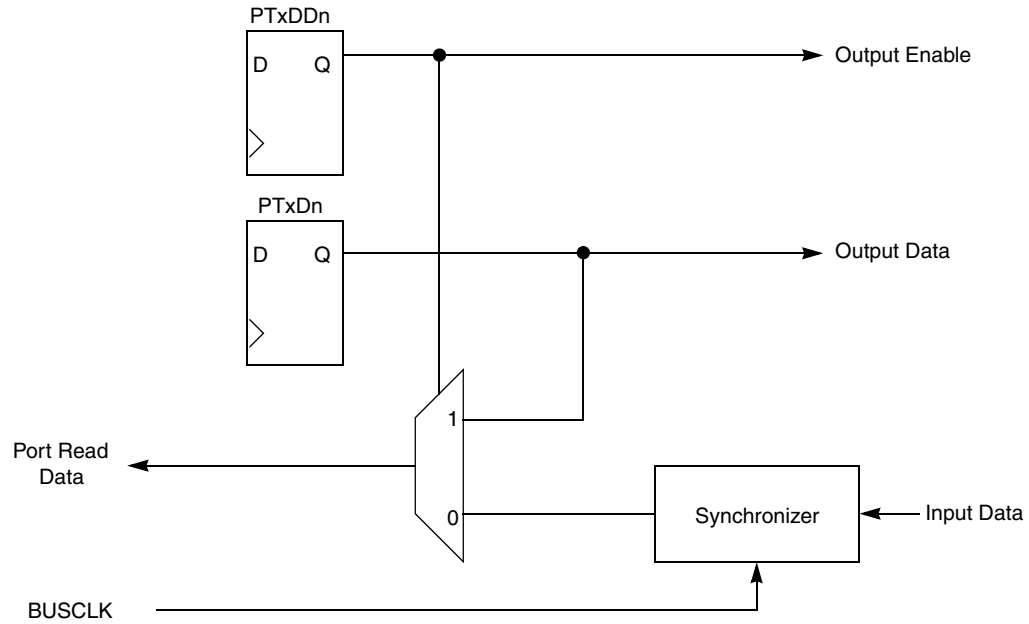 PTxDDn
D Q
Output Enable
PTxDn
D Q
Output Data
1
Port Read
Data
0
Synchronizer
Input Data
BUSCLK